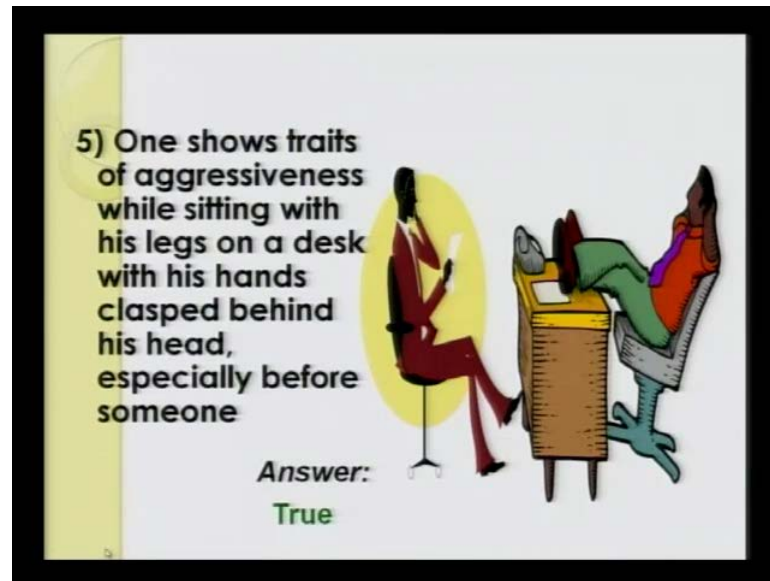 5) One shows traits
of aggressiveness
while sitting with
his legs on a desk
with his hands
clasped behind
his head,
especially before
someone
Answer:
True